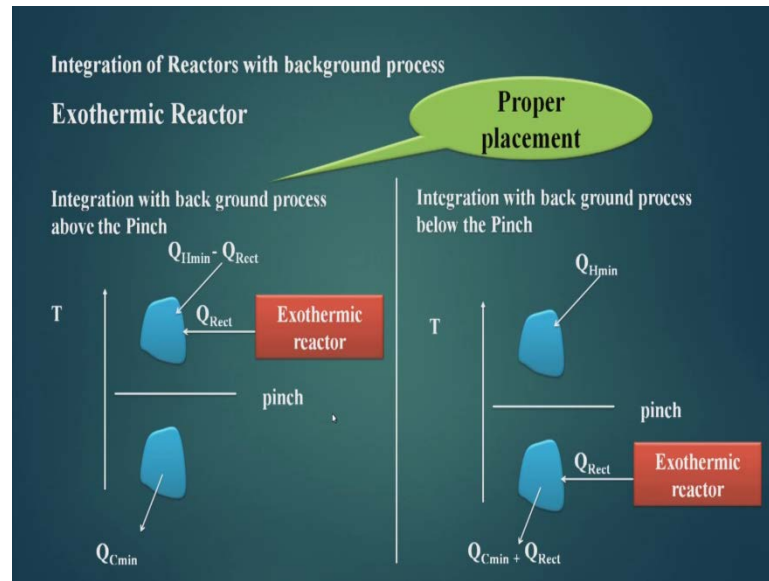 Integration of Reactors with background process
Exothermic Reactor
Proper
placement
Integration with back ground process
above the Pinch
Q_Hmin - Q_Rect
T
Q_Rect
Exothermic
reactor
pinch
Q_Cmin
Integration with back ground process
below the Pinch
Q_Hmin
T
pinch
Q_Rect
Exothermic
reactor
Q_Cmin + Q_Rect